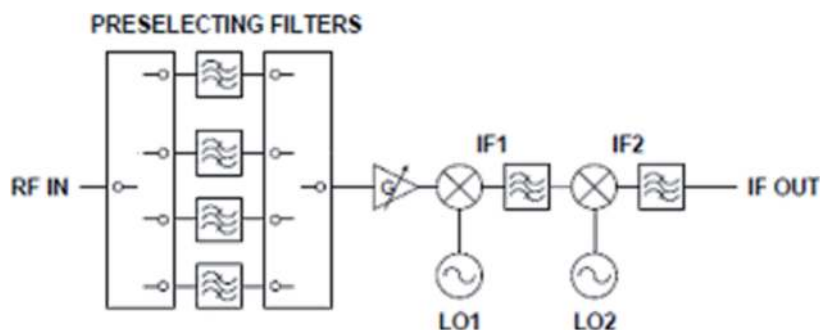 PRESELECTING FILTERS
RF IN
G
IF1
IF2
IF OUT
LO1
LO2